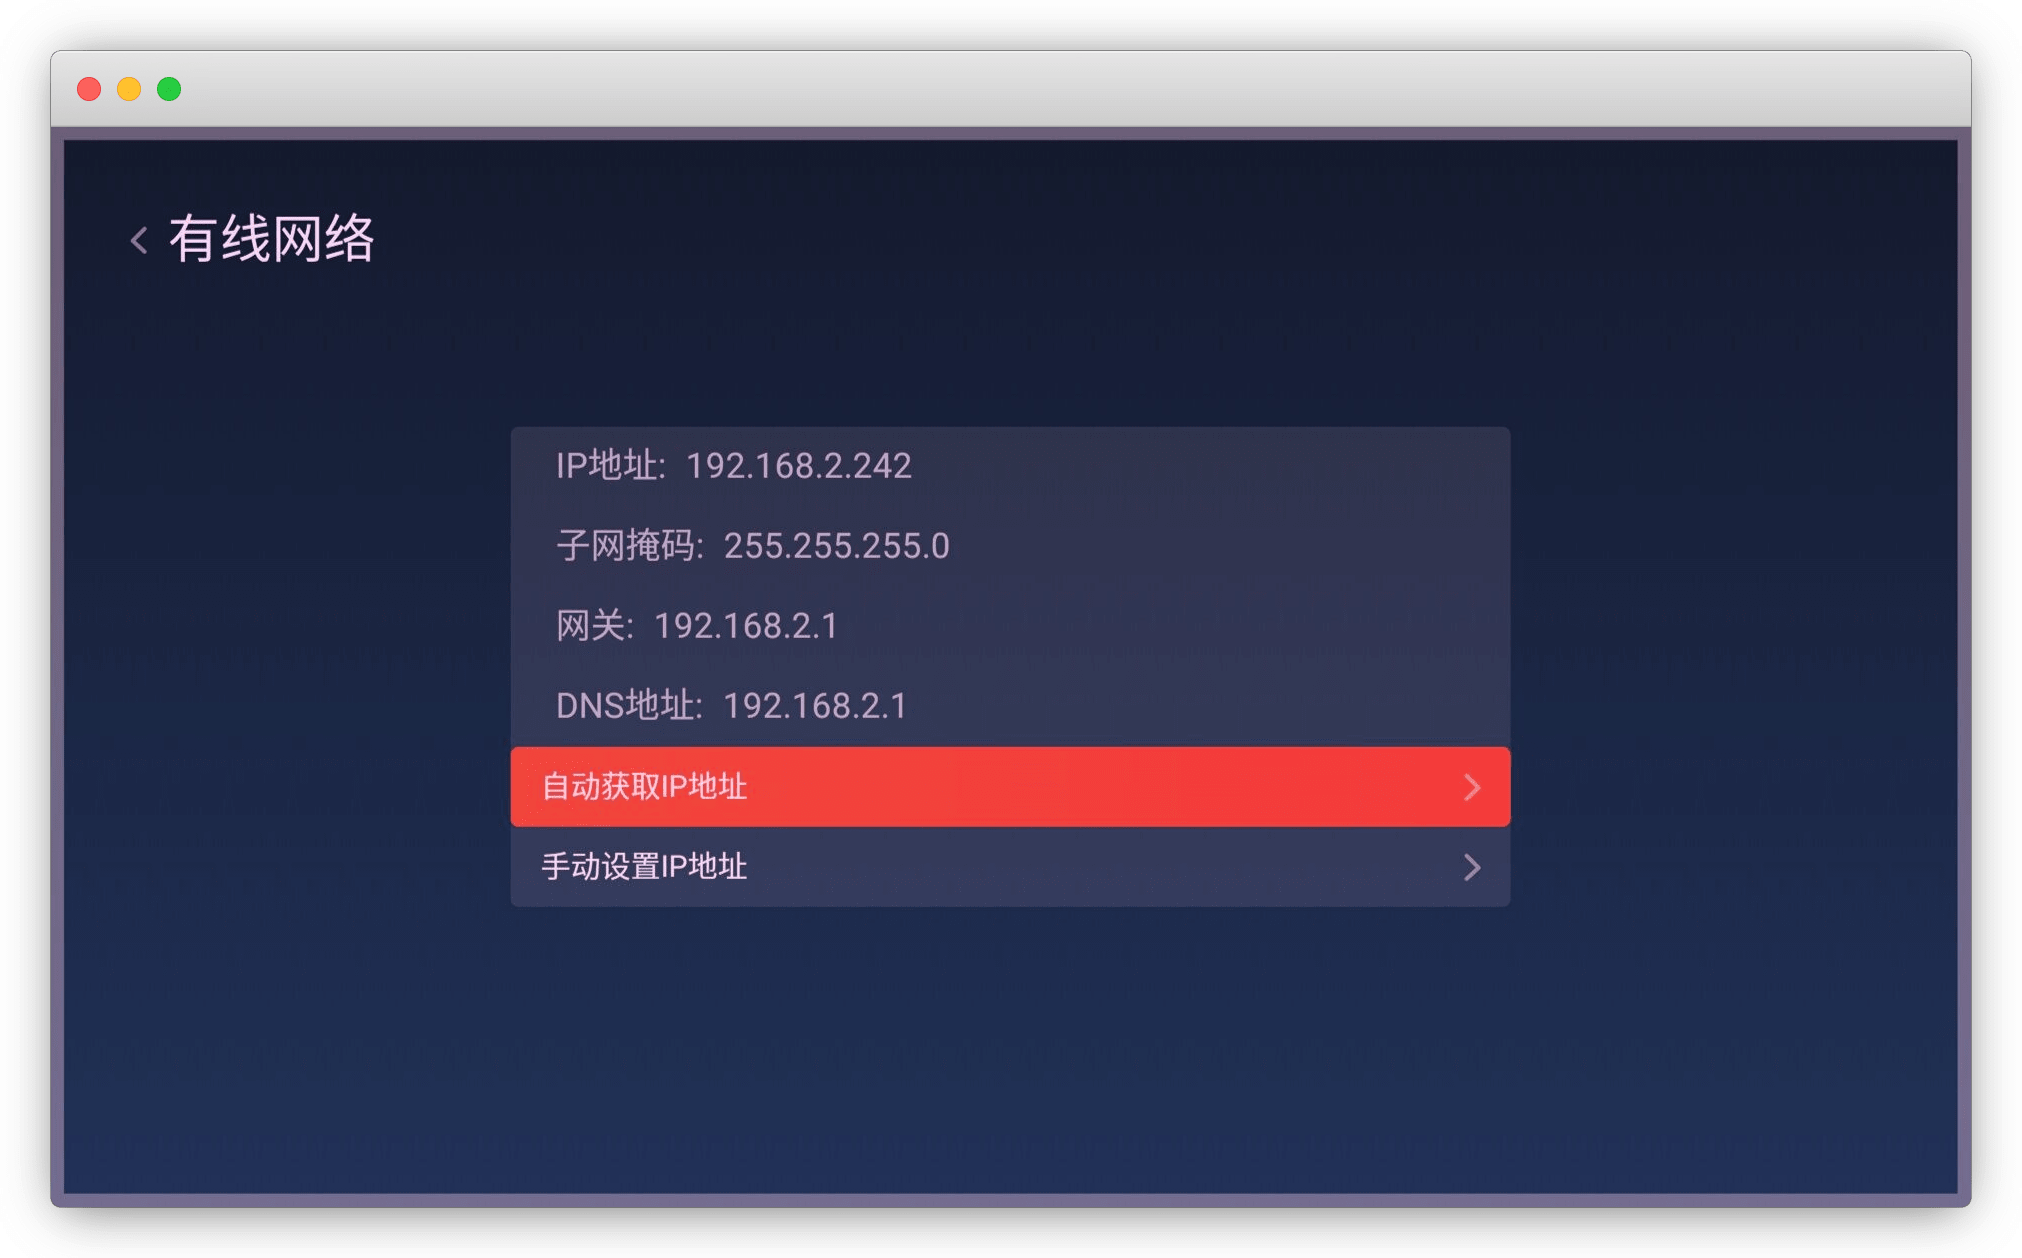 有线网络
IP地址: 192.168.2.242
子网掩码: 255.255.255.0
网关: 192.168.2.1
DNS地址: 192.168.2.1
自动获取IP地址
手动设置IP地址